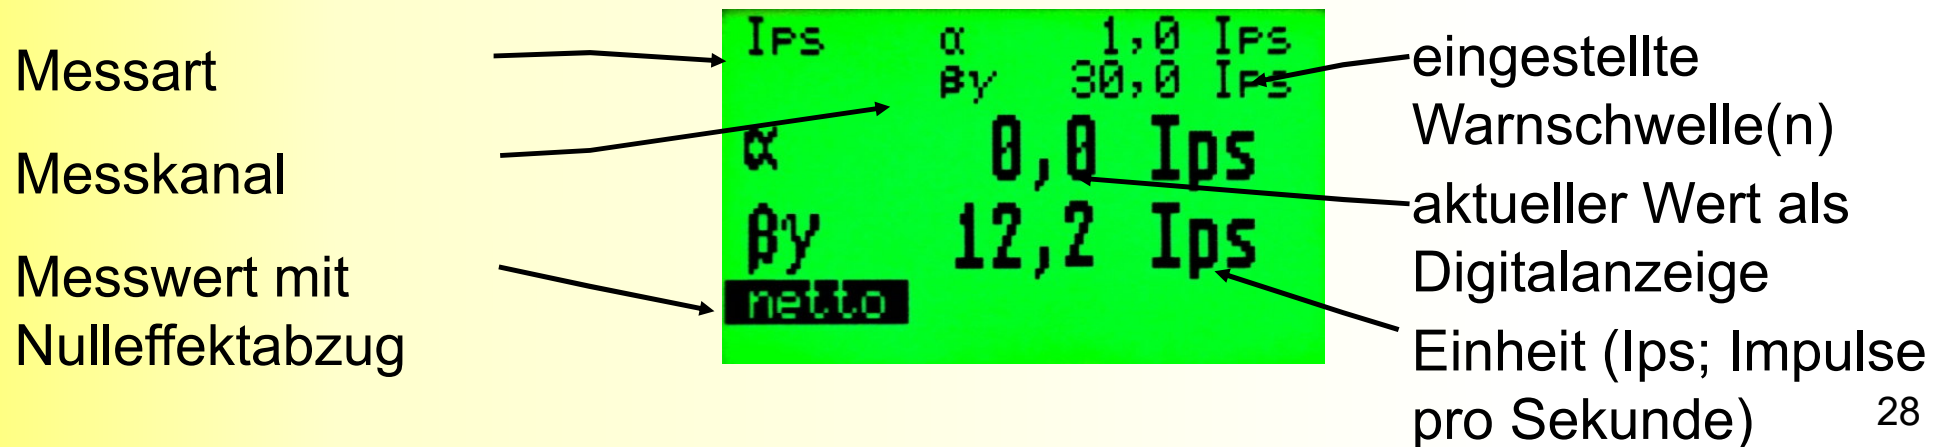 Messart
Messkanal
Messwert mit
Nulleffektabzug
Ips α 1,0 Ips
βγ 30,0 Ips
α 0,0 Ips
βγ 12,2 Ips
netto
eingestellte
Warnschwelle(n)
aktueller Wert als
Digitalanzeige
Einheit (Ips; Impulse
pro Sekunde)
28